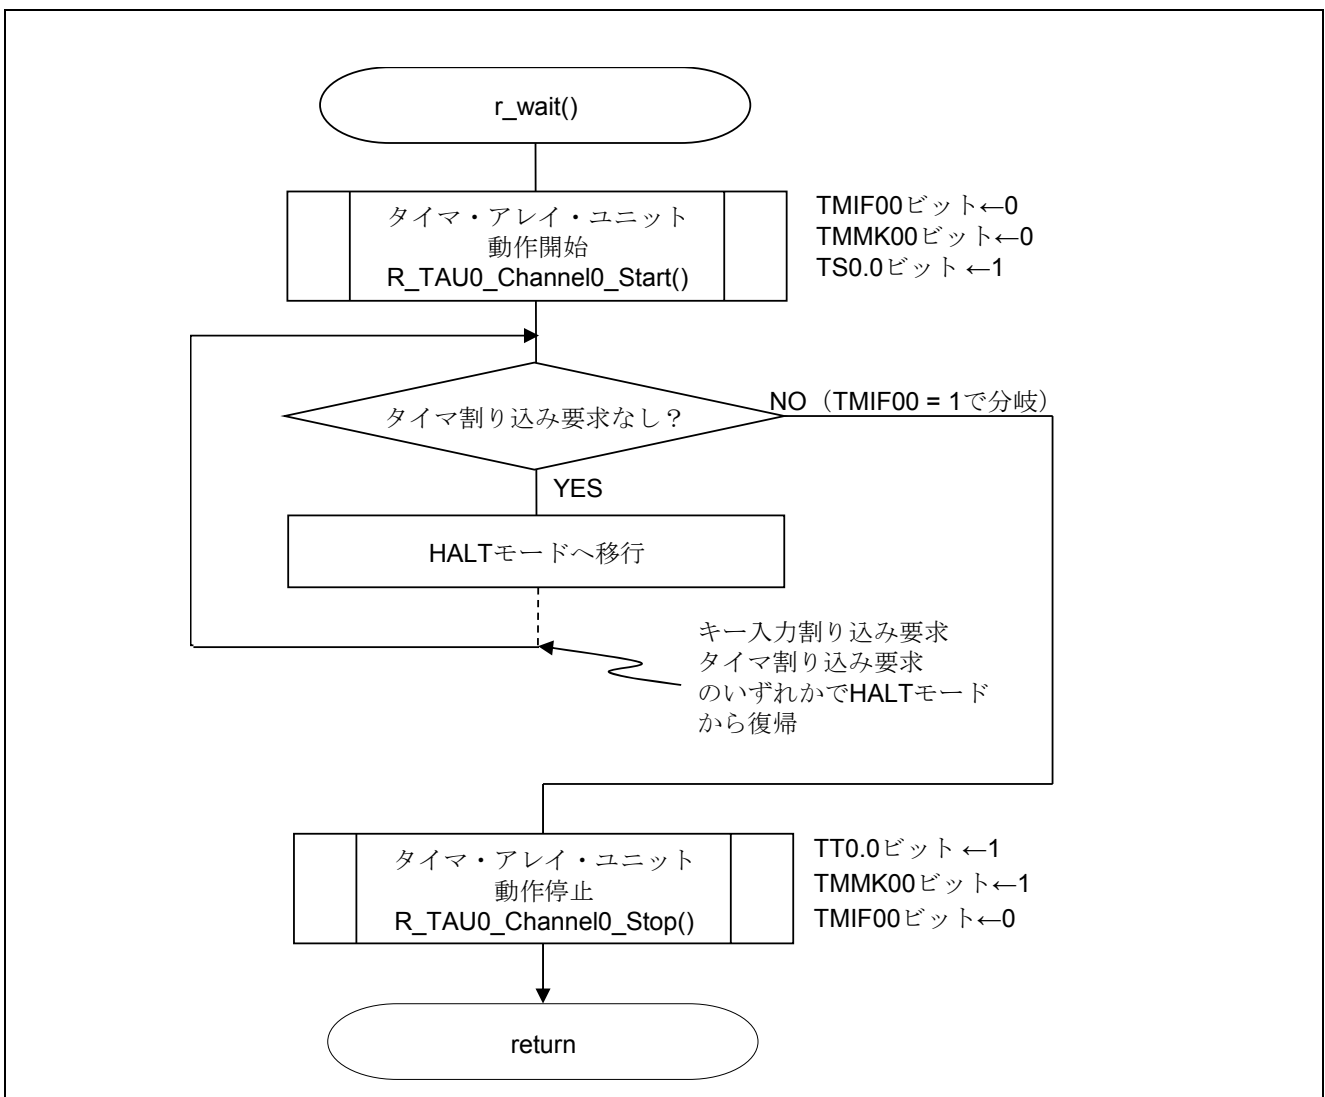 r_wait()
タイマ・アレイ・ユニット
動作開始
R_TAU0_Channel0_Start()
TMIF00ビット←0
TMMK00ビット←0
TS0.0ビット ←1
タイマ割り込み要求なし？
NO（TMIF00 = 1で分岐）
YES
HALTモードへ移行
キー入力割り込み要求
タイマ割り込み要求
のいずれかでHALTモード
から復帰
タイマ・アレイ・ユニット
動作停止
R_TAU0_Channel0_Stop()
TT0.0ビット ←1
TMMK00ビット←1
TMIF00ビット←0
return